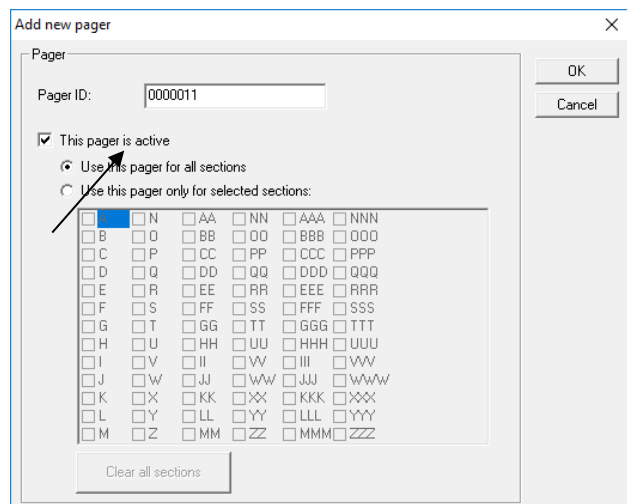 Add new pager
Pager
Pager ID: 0000011
OK
Cancel
This pager is active
Use this pager for all sections
Use this pager only for selected sections:
A N AA NN AAA NNN
B O BB OO BBB OOO
C P CC PP CCC PPP
D Q DD QQ DDD QQQ
E R EE RR EEE RRR
F S FF SS FFF SSS
G T GG TT GGG TTT
H U HH UU HHH UUU
I V II VV III VVV
J W JJ WW JJJ WWW
K X KK XX KKK XXX
L Y LL YY LLL YYY
M Z MM ZZ MMM ZZZ
Clear all sections